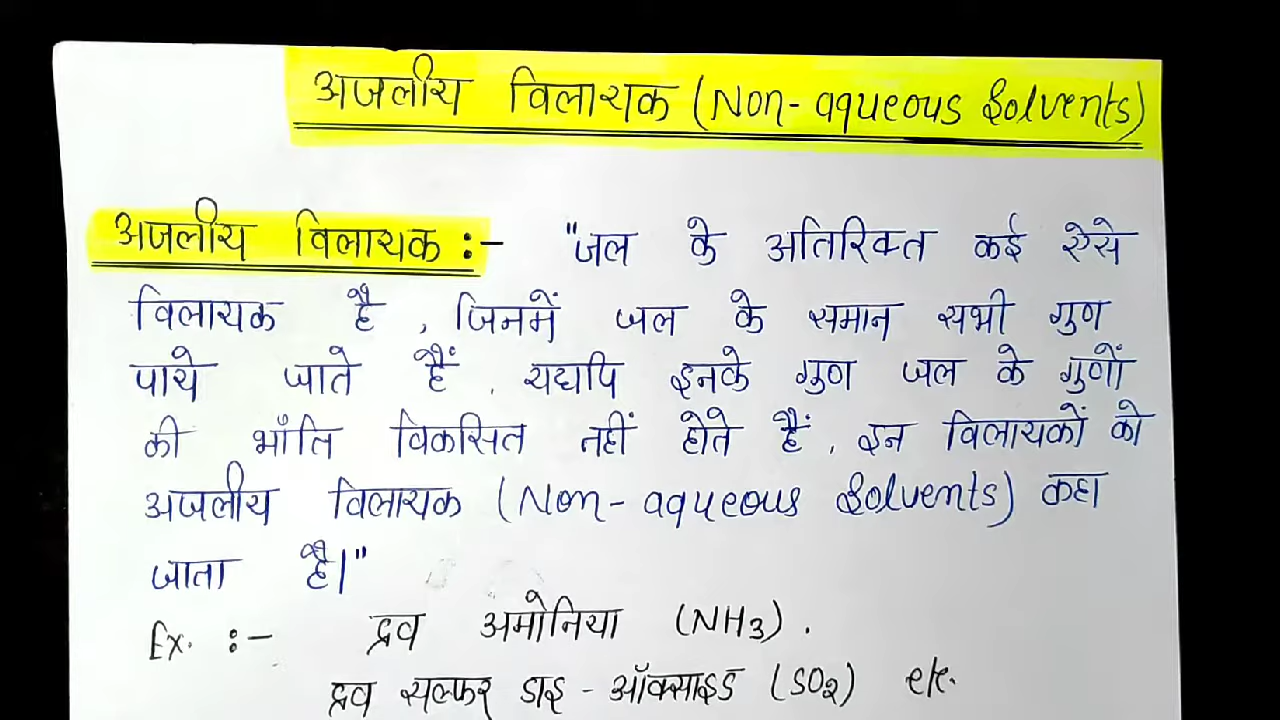 अजलीय विलायक (Non-aqueous Solvents)
अजलीय विलायक :- "जल के अतिरिक्त कई ऐसे
विलायक है , जिनमें जल के समान सभी गुण
पाये जाते हैं , यद्यपि इनके गुण जल के गुणों
की भाँति विकसित नहीं होते हैं , इन विलायकों को
अजलीय विलायक (Non-aqueous Solvents) कहा
जाता है।"
Ex. :- द्रव अमोनिया (NH3) .
द्रव सल्फर डाइ-ऑक्साइड (SO2) etc.